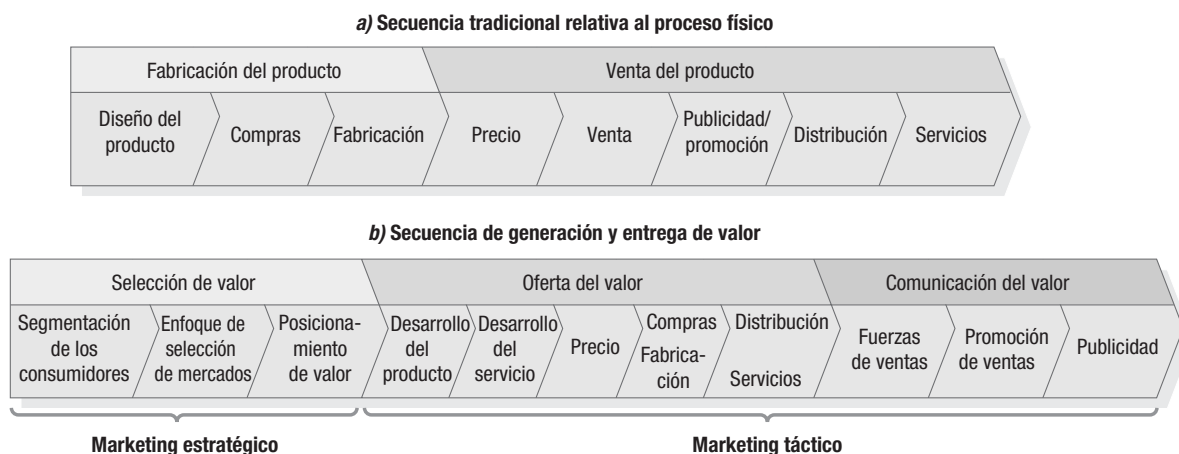 a) Secuencia tradicional relativa al proceso físico
Fabricación del producto
Venta del producto
Diseño del
producto
Compras
Fabricación
Precio
Venta
Publicidad/
promoción
Distribución
Servicios
b) Secuencia de generación y entrega de valor
Selección de valor
Oferta del valor
Comunicación del valor
Segmentación
de los
consumidores
Enfoque de
selección
de mercados
Posiciona-
miento
de valor
Desarrollo
del
producto
Desarrollo
del
servicio
Precio
Compras
Fabrica-
ción
Distribución
Servicios
Fuerzas
de ventas
Promoción
de ventas
Publicidad
Marketing estratégico
Marketing táctico